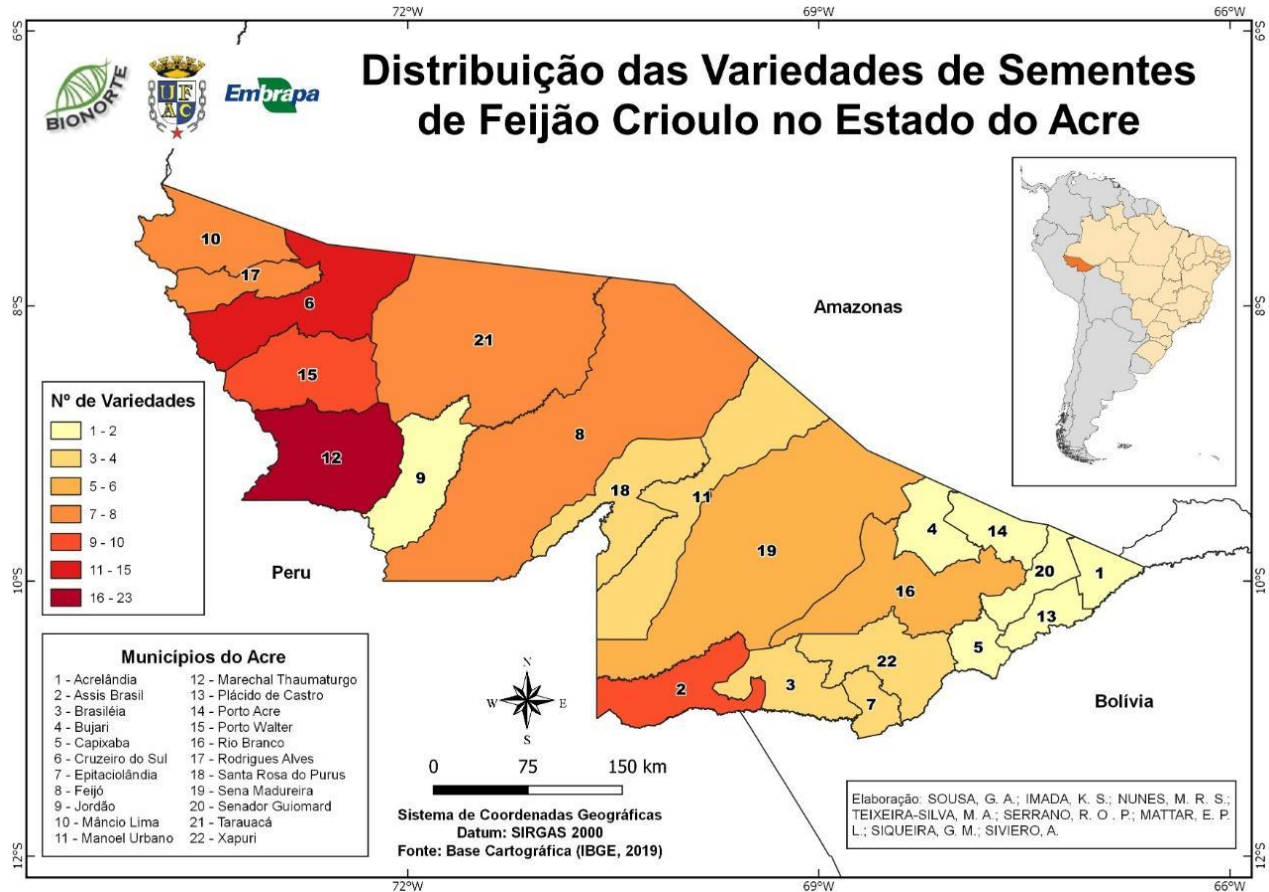 72°W
69°W
66°W
6°S
6°S
BIONORTE
UF
AC
Embrapa
Distribuição das Variedades de Sementes
de Feijão Crioulo no Estado do Acre
10
17
6
21
Amazonas
8°S
8°S
15
8
12
9
18
11
Nº de Variedades
1 - 2
3 - 4
5 - 6
7 - 8
9 - 10
11 - 15
16 - 23
4
14
19
20
1
16
13
5
Peru
10°S
10°S
22
2
3
7
Bolívia
Municípios do Acre
1 - Acrelândia
2 - Assis Brasil
3 - Brasiléia
4 - Bujari
5 - Capixaba
6 - Cruzeiro do Sul
7 - Epitaciolândia
8 - Feijó
9 - Jordão
10 - Mâncio Lima
11 - Manoel Urbano
12 - Marechal Thaumaturgo
13 - Plácido de Castro
14 - Porto Acre
15 - Porto Walter
16 - Rio Branco
17 - Rodrigues Alves
18 - Santa Rosa do Purus
19 - Sena Madureira
20 - Senador Guiomard
21 - Tarauacá
22 - Xapuri
N
W E
S
0 75 150 km
Sistema de Coordenadas Geográficas
Datum: SIRGAS 2000
Fonte: Base Cartográfica (IBGE, 2019)
Elaboração: SOUSA, G. A.; IMADA, K. S.; NUNES, M. R. S.;
TEIXEIRA-SILVA, M. A.; SERRANO, R. O . P.; MATTAR, E. P.
L.; SIQUEIRA, G. M.; SIVIERO, A.
12°S
12°S
72°W
69°W
66°W